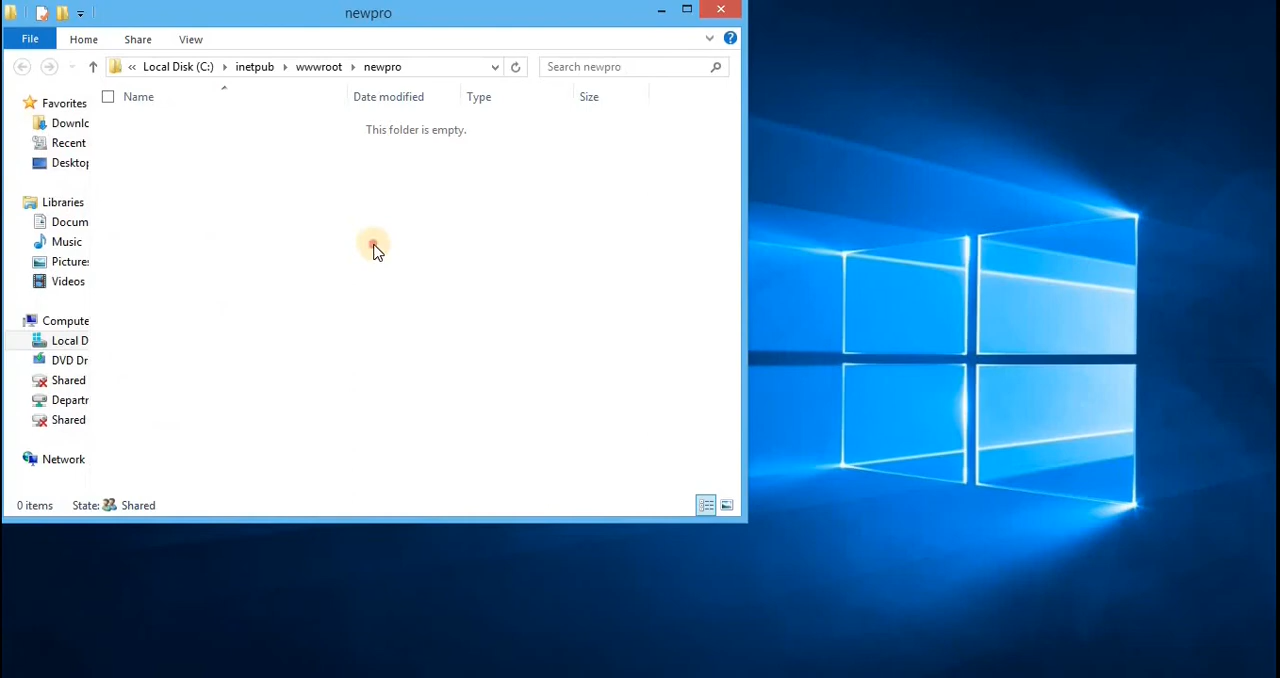 newpro
File Home Share View
« Local Disk (C:) inetpub wwwroot newpro Search newpro
Name Date modified Type Size
This folder is empty.
Favorites
Downlo
Recent
Desktop
Libraries
Docum
Music
Pictures
Videos
Compute
Local D
DVD Dr
Shared
Departr
Shared
Network
0 items State: Shared